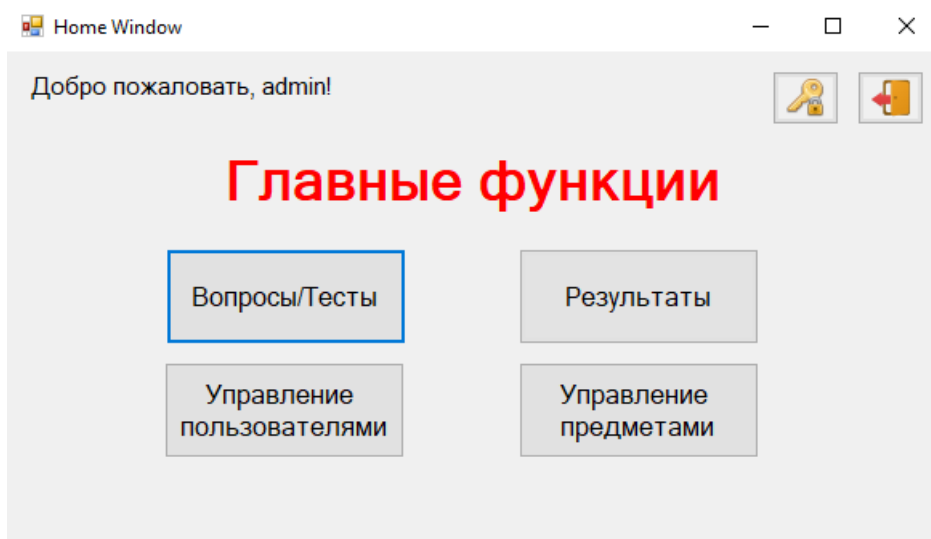 Home Window
Добро пожаловать, admin!
Главные функции
Вопросы/Тесты
Результаты
Управление
пользователями
Управление
предметами